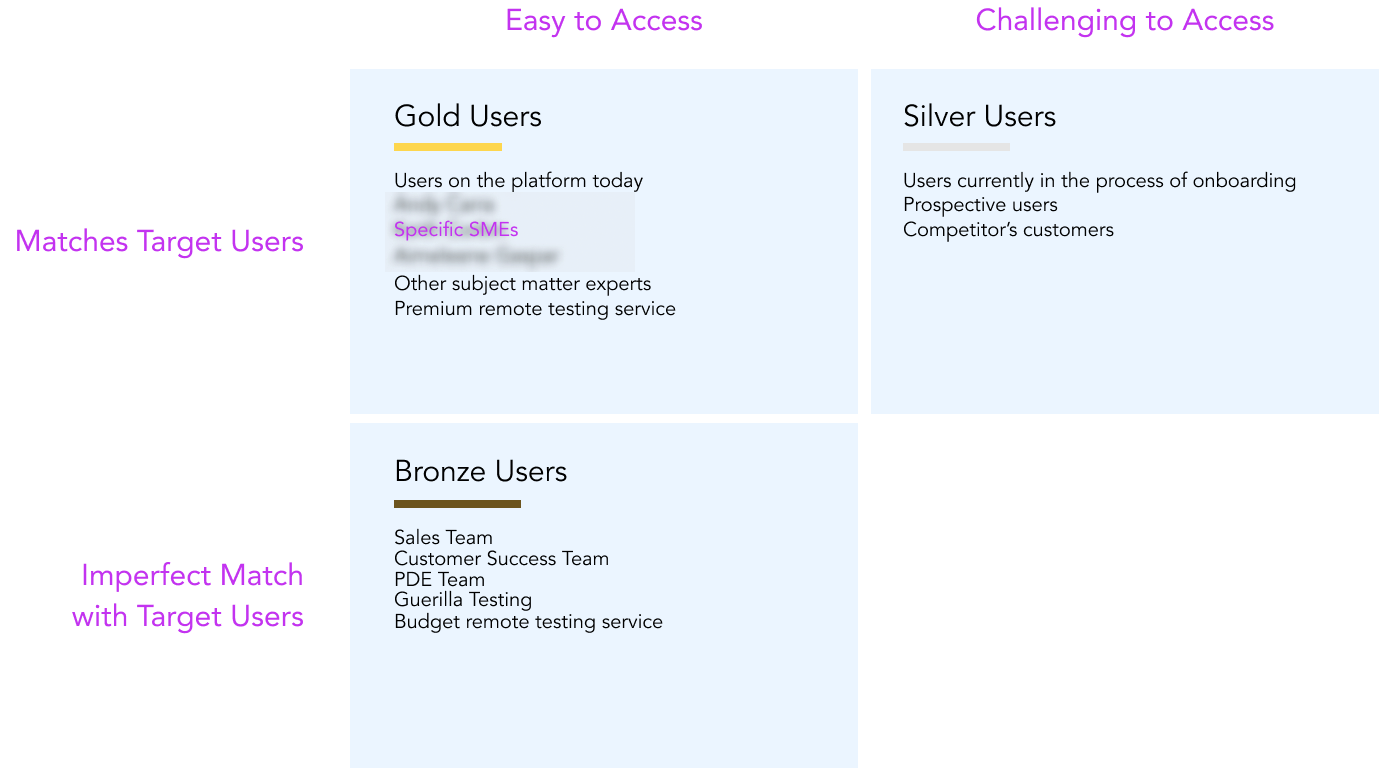 Easy to Access
Challenging to Access
Matches Target Users
Gold Users
Users on the platform today
Specific SMEs
Other subject matter experts
Premium remote testing service
Silver Users
Users currently in the process of onboarding
Prospective users
Competitor’s customers
Imperfect Match
with Target Users
Bronze Users
Sales Team
Customer Success Team
PDE Team
Guerilla Testing
Budget remote testing service